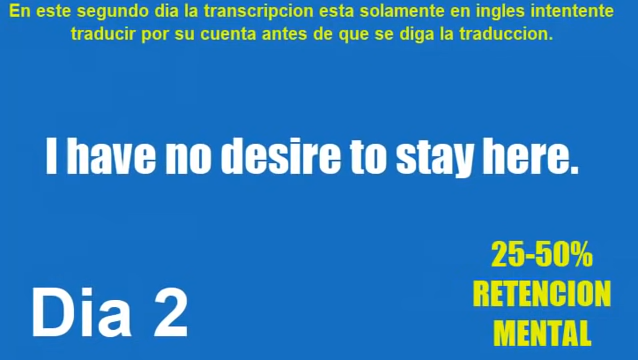 En este segundo dia la transcripcion esta solamente en ingles intentente
traducir por su cuenta antes de que se diga la traduccion.
I have no desire to stay here.
25-50%
RETENCION
MENTAL
Dia 2